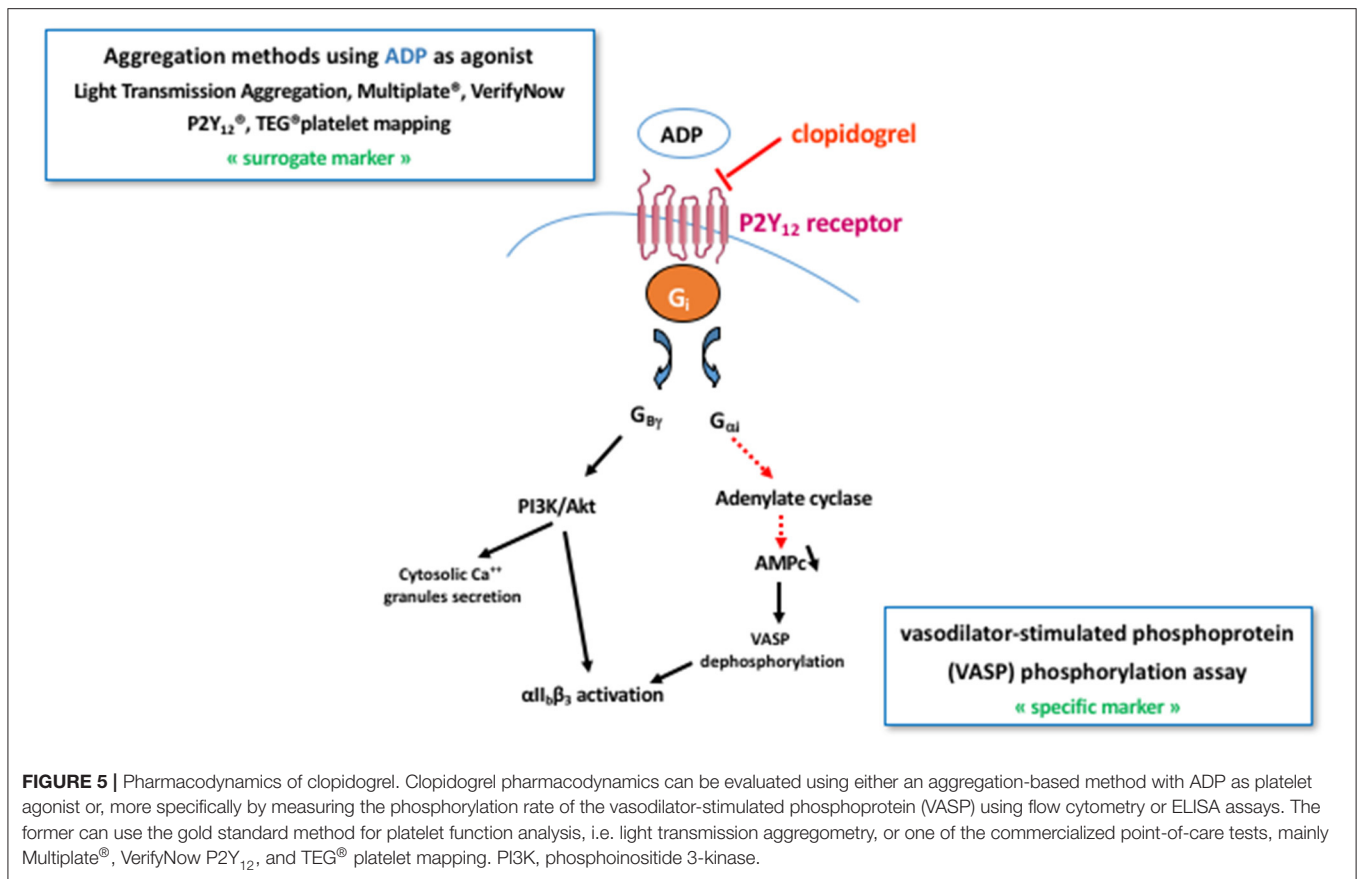 Aggregation methods using ADP as agonist
Light Transmission Aggregation, Multiplate®, VerifyNow
P2Y₁₂®, TEG®platelet mapping
« surrogate marker »
ADP
clopidogrel
P2Y₁₂ receptor
Gᵢ
G_Bγ
G_αi
PI3K/Akt
Adenylate cyclase
Cytosolic Ca⁺⁺
granules secretion
AMPc
VASP
dephosphorylation
αII_bβ₃ activation
vasodilator-stimulated phosphoprotein
(VASP) phosphorylation assay
« specific marker »
FIGURE 5 | Pharmacodynamics of clopidogrel. Clopidogrel pharmacodynamics can be evaluated using either an aggregation-based method with ADP as platelet
agonist or, more specifically by measuring the phosphorylation rate of the vasodilator-stimulated phosphoprotein (VASP) using flow cytometry or ELISA assays. The
former can use the gold standard method for platelet function analysis, i.e. light transmission aggregometry, or one of the commercialized point-of-care tests, mainly
Multiplate®, VerifyNow P2Y₁₂, and TEG® platelet mapping. PI3K, phosphoinositide 3-kinase.